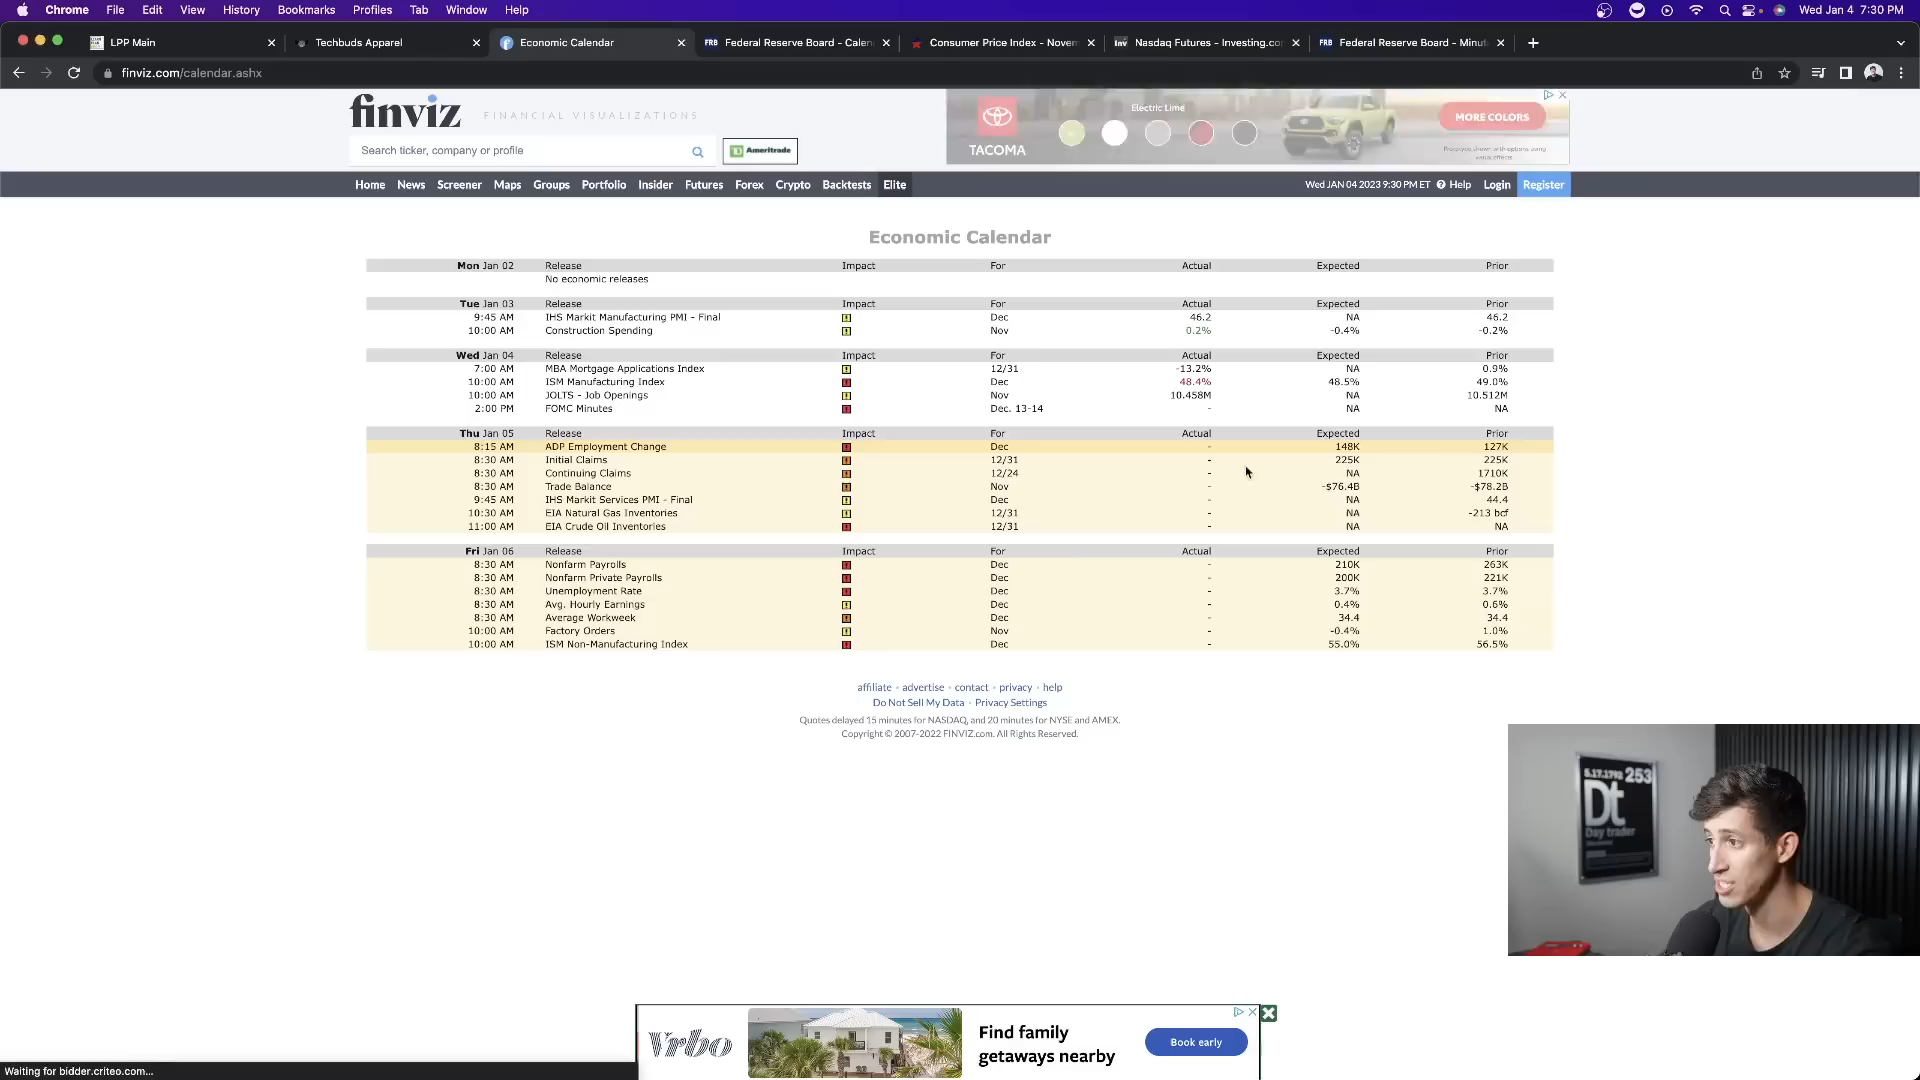 Chrome File Edit View History Bookmarks Profiles Tab Window Help Wed Jan 4 7:30 PM
LPP Main Techbuds Apparel Economic Calendar Federal Reserve Board - Calen Consumer Price Index - Novem Nasdaq Futures - Investing.co Federal Reserve Board - Minut
finviz.com/calendar.ashx
finviz FINANCIAL VISUALIZATIONS
Search ticker, company or profile
Ameritrade
Electric Lime
TACOMA
MORE COLORS
Home News Screener Maps Groups Portfolio Insider Futures Forex Crypto Backtests Elite Wed JAN 04 2023 9:30 PM ET Help Login Register
Economic Calendar
Mon Jan 02 Release Impact For Actual Expected Prior
No economic releases
Tue Jan 03 Release Impact For Actual Expected Prior
9:45 AM IHS Markit Manufacturing PMI - Final Dec 46.2 NA 46.2
10:00 AM Construction Spending Nov 0.2% -0.4% -0.2%
Wed Jan 04 Release Impact For Actual Expected Prior
7:00 AM MBA Mortgage Applications Index 12/31 -13.2% NA 0.9%
10:00 AM ISM Manufacturing Index Dec 48.4% 48.5% 49.0%
10:00 AM JOLTS - Job Openings Nov 10.458M NA 10.512M
2:00 PM FOMC Minutes Dec. 13-14 - NA NA
Thu Jan 05 Release Impact For Actual Expected Prior
8:15 AM ADP Employment Change Dec - 148K 127K
8:30 AM Initial Claims 12/31 - 225K 225K
8:30 AM Continuing Claims 12/24 - NA 1710K
8:30 AM Trade Balance Nov - -$76.4B -$78.2B
9:45 AM IHS Markit Services PMI - Final Dec - NA 44.4
10:30 AM EIA Natural Gas Inventories 12/31 - NA -213 bcf
11:00 AM EIA Crude Oil Inventories 12/31 - NA NA
Fri Jan 06 Release Impact For Actual Expected Prior
8:30 AM Nonfarm Payrolls Dec - 210K 263K
8:30 AM Nonfarm Private Payrolls Dec - 200K 221K
8:30 AM Unemployment Rate Dec - 3.7% 3.7%
8:30 AM Avg. Hourly Earnings Dec - 0.4% 0.6%
8:30 AM Average Workweek Dec - 34.4 34.4
10:00 AM Factory Orders Nov - -0.4% 1.0%
10:00 AM ISM Non-Manufacturing Index Dec - 55.0% 56.5%
affiliate • advertise • contact • privacy • help
Do Not Sell My Data • Privacy Settings
Quotes delayed 15 minutes for NASDAQ, and 20 minutes for NYSE and AMEX.
Copyright © 2007-2022 FINVIZ.com. All Rights Reserved.
5.17.1792 253
Dt
Day trader
Vrbo
Find family
getaways nearby
Book early
Waiting for bidder.criteo.com...